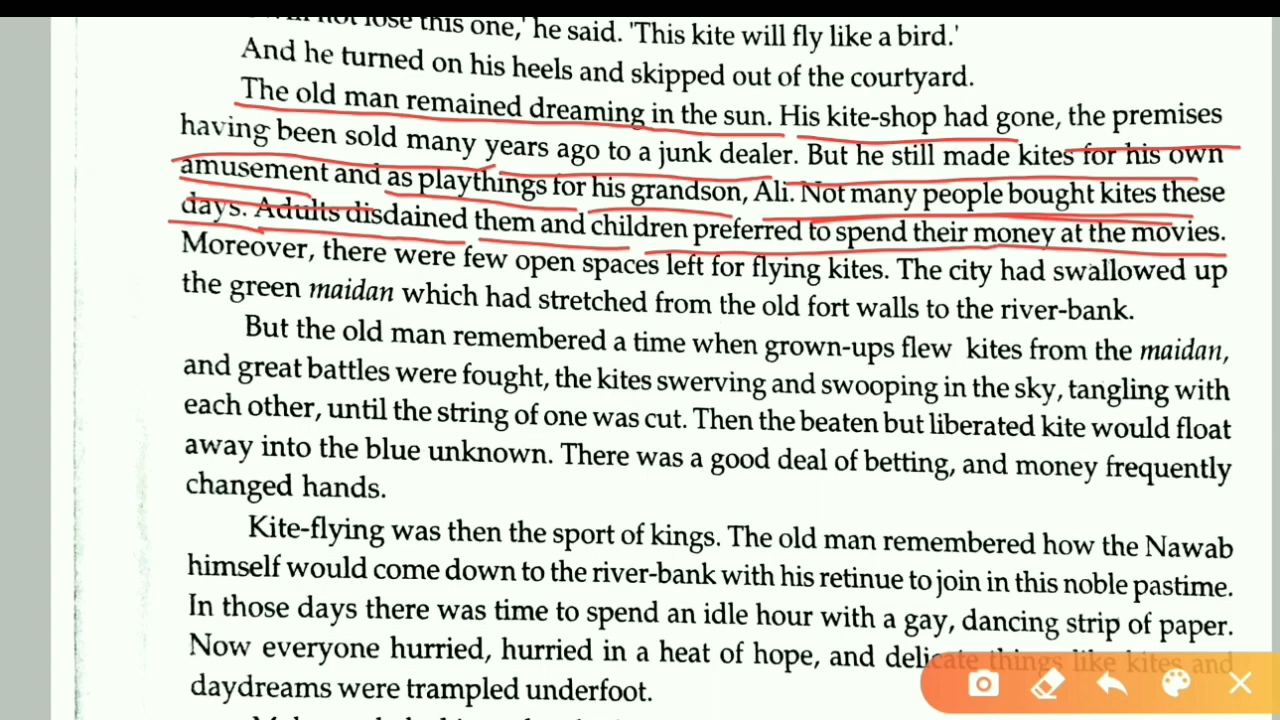 not lose this one,' he said. 'This kite will fly like a bird.'
And he turned on his heels and skipped out of the courtyard.
The old man remained dreaming in the sun. His kite-shop had gone, the premises
having been sold many years ago to a junk dealer. But he still made kites for his own
amusement and as playthings for his grandson, Ali. Not many people bought kites these
days. Adults disdained them and children preferred to spend their money at the movies.
Moreover, there were few open spaces left for flying kites. The city had swallowed up
the green maidan which had stretched from the old fort walls to the river-bank.
But the old man remembered a time when grown-ups flew kites from the maidan,
and great battles were fought, the kites swerving and swooping in the sky, tangling with
each other, until the string of one was cut. Then the beaten but liberated kite would float
away into the blue unknown. There was a good deal of betting, and money frequently
changed hands.
Kite-flying was then the sport of kings. The old man remembered how the Nawab
himself would come down to the river-bank with his retinue to join in this noble pastime.
In those days there was time to spend an idle hour with a gay, dancing strip of paper.
Now everyone hurried, hurried in a heat of hope, and delicate things like kites and
daydreams were trampled underfoot.